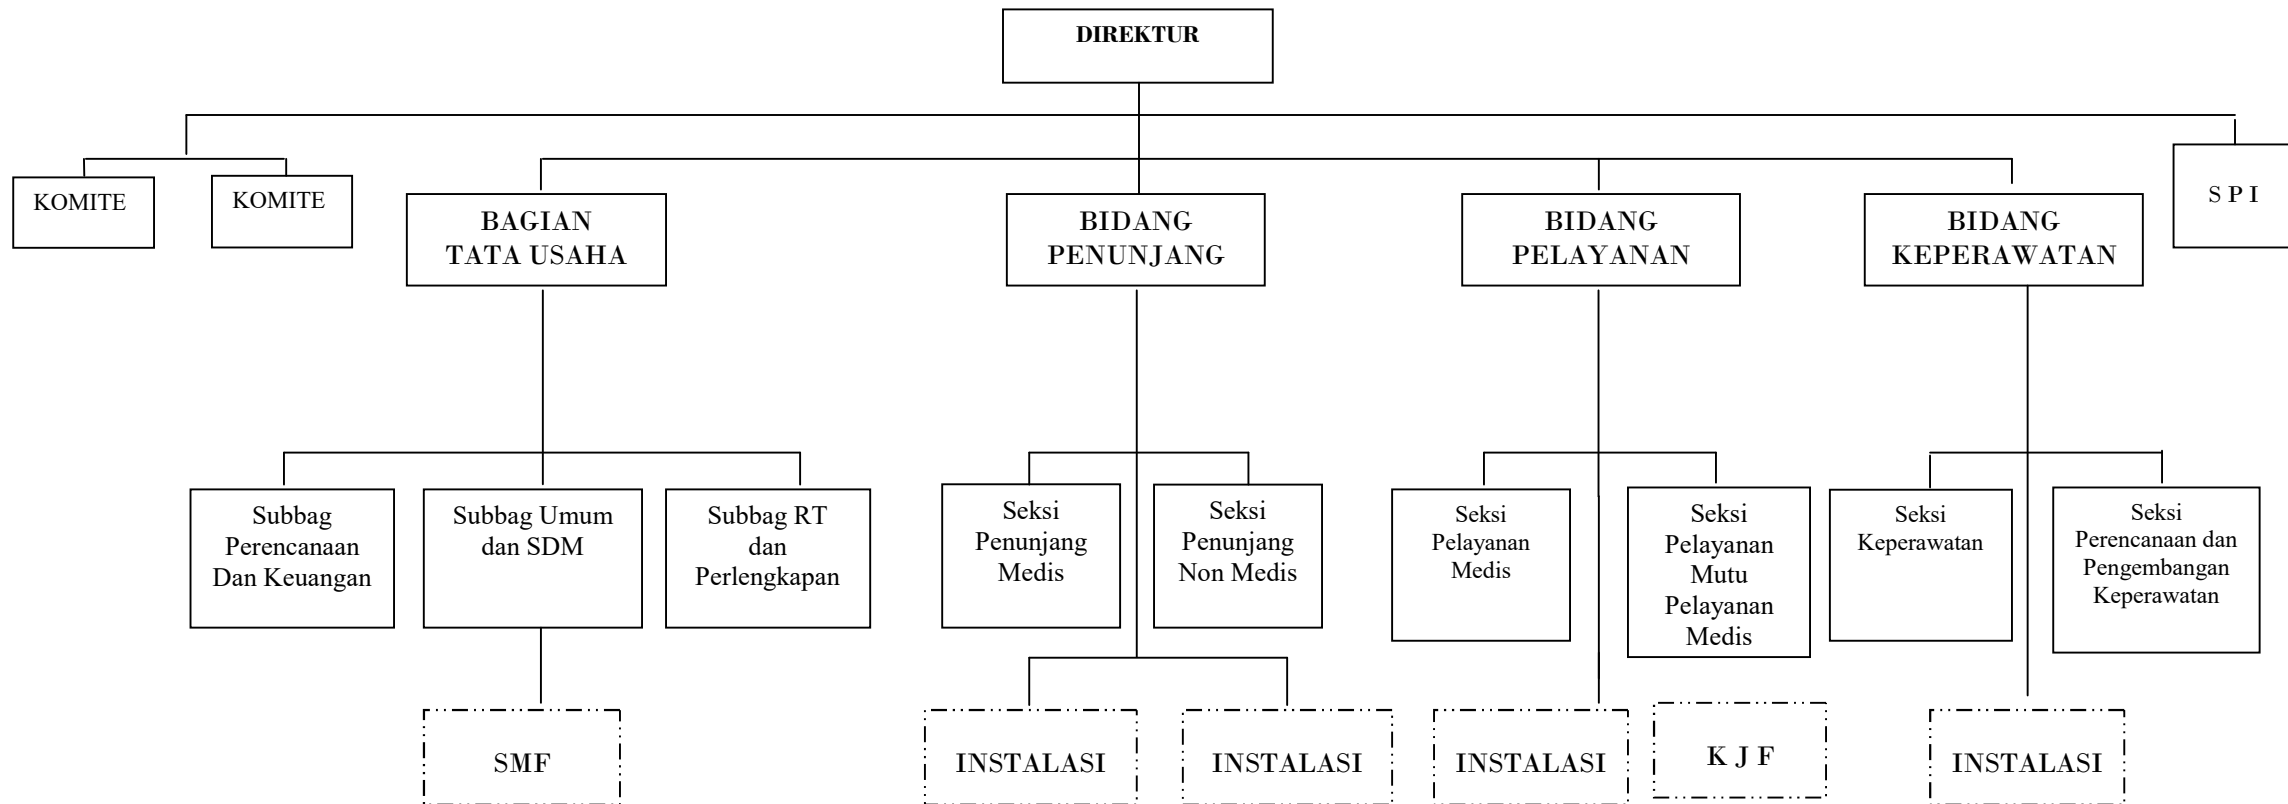 DIREKTUR
KOMITE
KOMITE
BAGIAN
TATA USAHA
BIDANG
PENUNJANG
BIDANG
PELAYANAN
BIDANG
KEPERAWATAN
S P I
Subbag
Perencanaan
Dan Keuangan
Subbag Umum
dan SDM
Subbag RT
dan
Perlengkapan
Seksi
Penunjang
Medis
Seksi
Penunjang
Non Medis
Seksi
Pelayanan
Medis
Seksi
Pelayanan
Mutu
Pelayanan
Medis
Seksi
Keperawatan
Seksi
Perencanaan dan
Pengembangan
Keperawatan
SMF
INSTALASI
INSTALASI
INSTALASI
K J F
INSTALASI